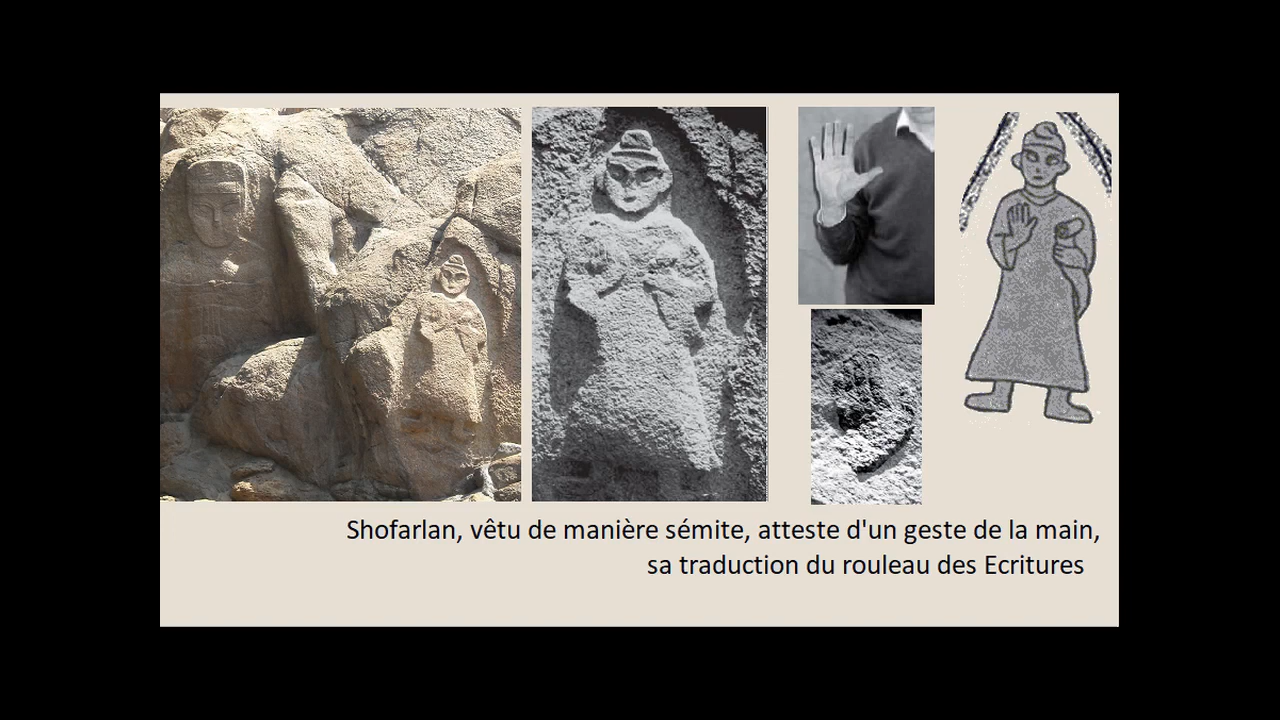 Shofarlan, vêtu de manière sémite, atteste d'un geste de la main,
sa traduction du rouleau des Ecritures